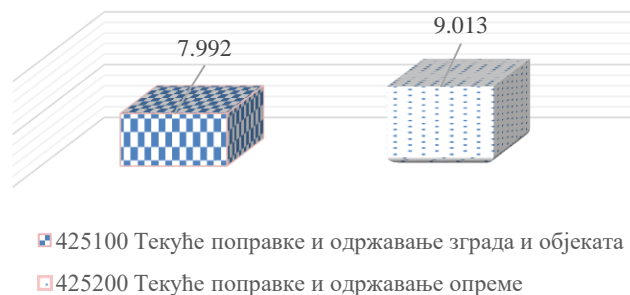 9.013
7.992
425100 Текуће поправке и одржавање зграда и објеката
425200 Текуће поправке и одржавање опреме